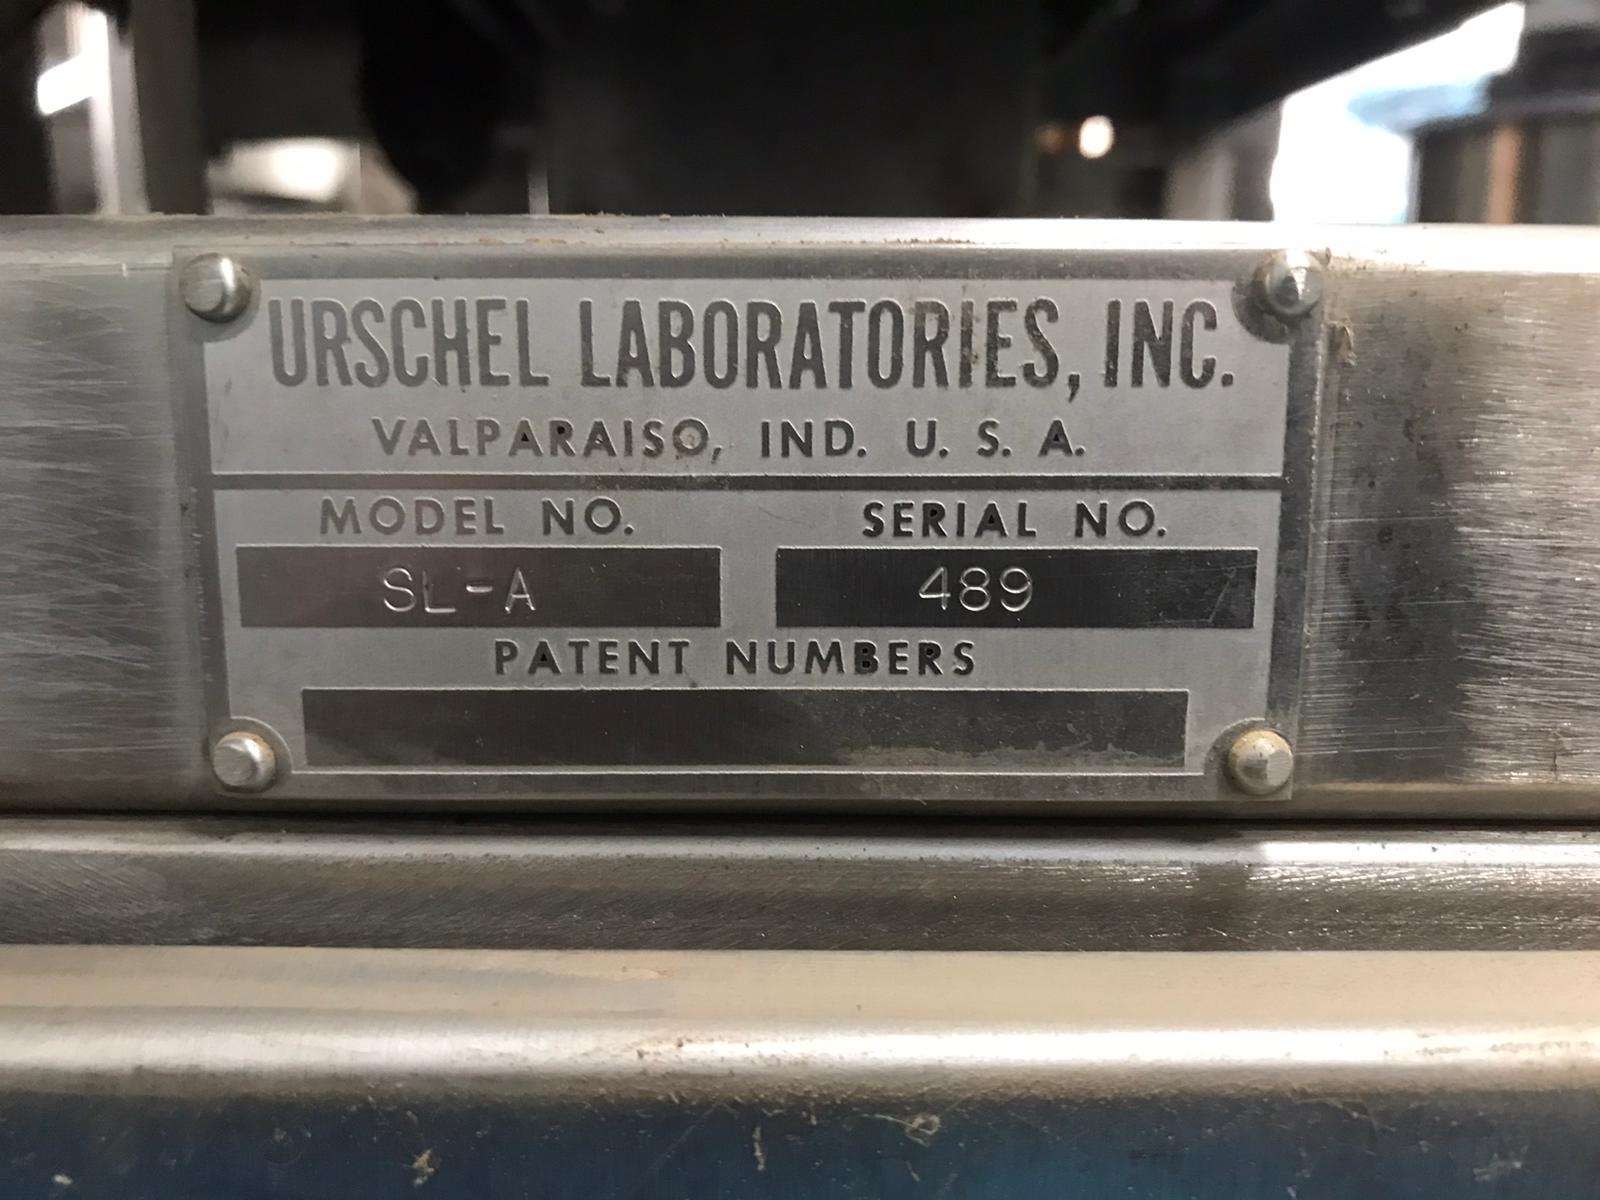 URSCHEL LABORATORIES, INC.
VALPARAISO, IND. U. S. A.
MODEL NO. SERIAL NO.
SL-A 489
PATENT NUMBERS